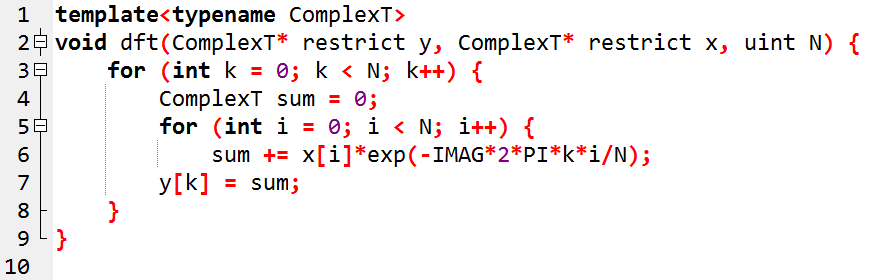 1 template<typename ComplexT>
2 void dft(ComplexT* restrict y, ComplexT* restrict x, uint N) {
3     for (int k = 0; k < N; k++) {
4         ComplexT sum = 0;
5         for (int i = 0; i < N; i++) {
6             sum += x[i]*exp(-IMAG*2*PI*k*i/N);
7         y[k] = sum;
8     }
9 }
10